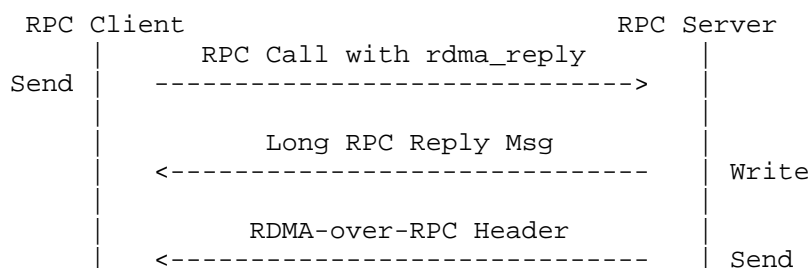 RPC Client RPC Server
| RPC Call with rdma_reply |
Send | ------------------------------> |
| |
| Long RPC Reply Msg |
| <------------------------------ | Write
| |
| RDMA-over-RPC Header |
| <------------------------------ | Send